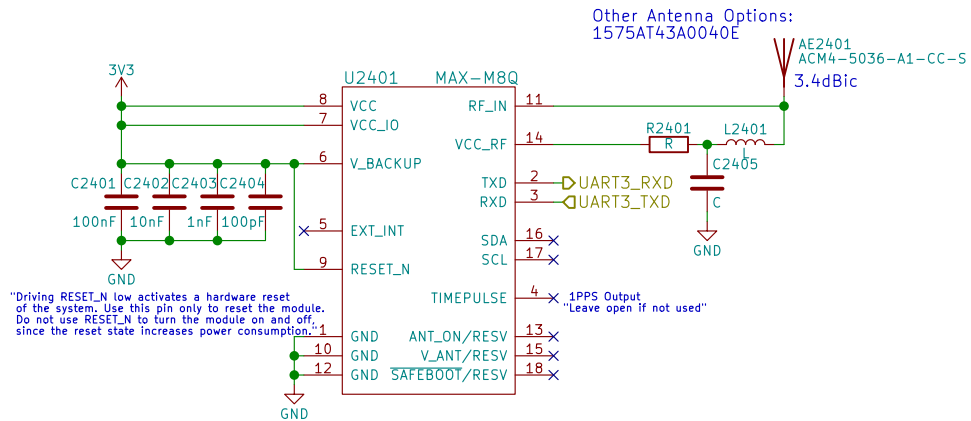 Other Antenna Options:
1575AT43A0040E
AE2401
ACM4-5036-A1-CC-S
3.4dBic
3V3
U2401 MAX-M8Q
8 VCC
7 VCC_IO
6 V_BACKUP
5 EXT_INT
9 RESET_N
1 GND
10 GND
12 GND
RF_IN 11
VCC_RF 14
TXD 2
RXD 3
SDA 16
SCL 17
TIMEPULSE 4
ANT_ON/RESV 13
V_ANT/RESV 15
SAFEBOOT/RESV 18
R2401
R
L2401
L
C2405
C
GND
UART3_RXD
UART3_TXD
C2401 C2402 C2403 C2404
100nF 10nF 1nF 100pF
GND
"Driving RESET_N low activates a hardware reset
of the system. Use this pin only to reset the module.
Do not use RESET_N to turn the module on and off,
since the reset state increases power consumption."
1PPS Output
"Leave open if not used"
GND